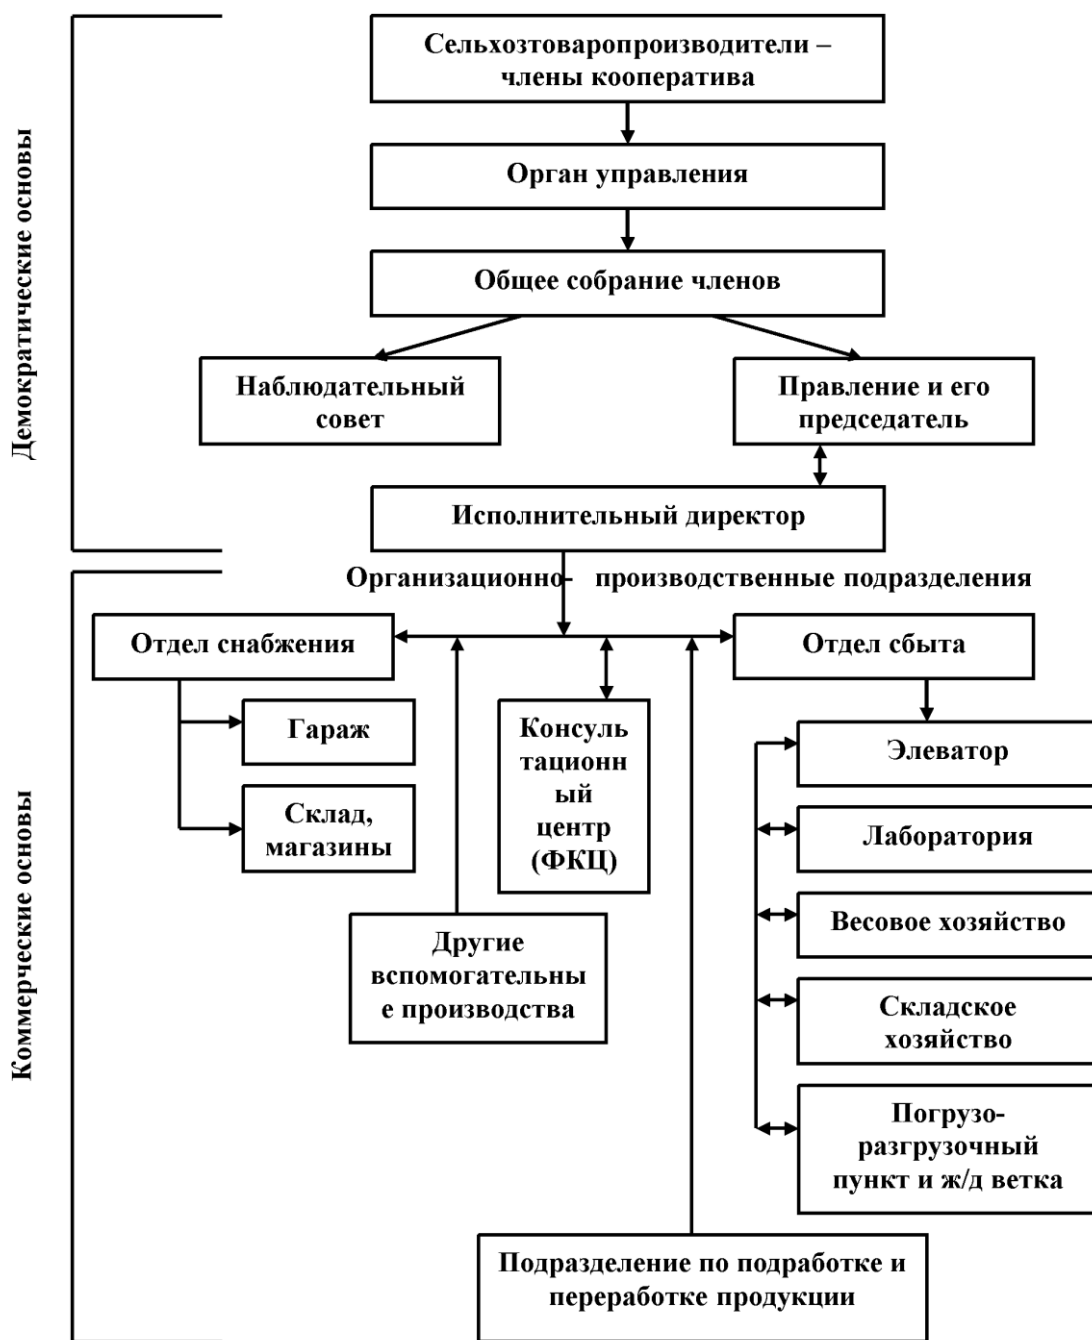 Сельхозтоваропроизводители –
члены кооператива
Орган управления
Общее собрание членов
Наблюдательный
совет
Правление и его
председатель
Исполнительный директор
Демократические основы
Организационно- производственные подразделения
Отдел снабжения
Отдел сбыта
Гараж
Склад,
магазины
Консуль
тационн
ый
центр
(ФКЦ)
Другие
вспомогательны
е производства
Элеватор
Лаборатория
Весовое хозяйство
Складское
хозяйство
Погрузо-
разгрузочный
пункт и ж/д ветка
Подразделение по подработке и
переработке продукции
Коммерческие основы